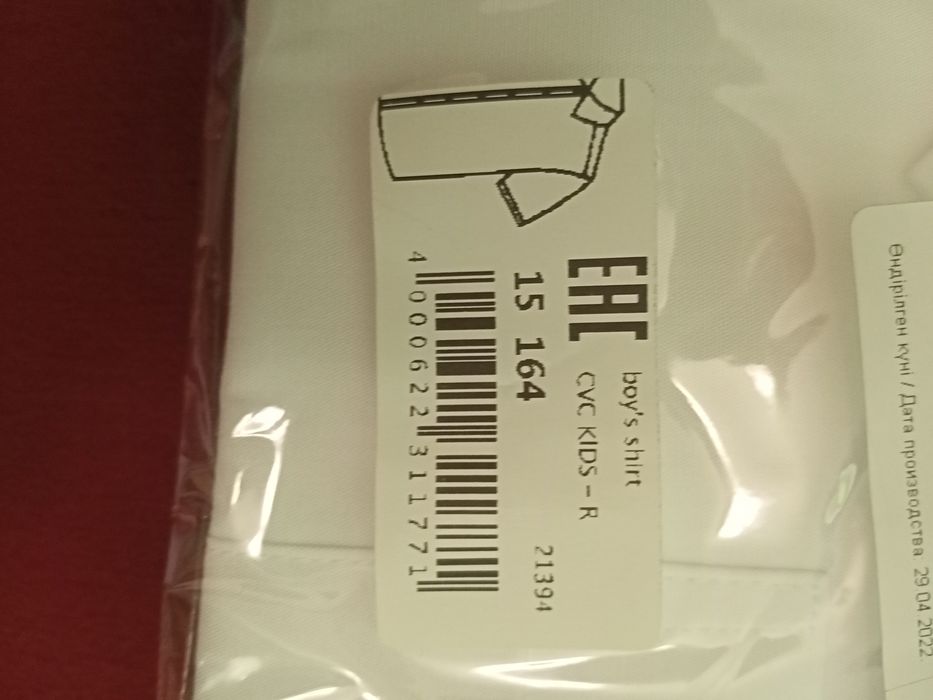 boy's shirt
CVC KIDS – R
EAC
21394
15 164
4 000622 311771
Өндірілген күні / Дата производства 29.04.2022